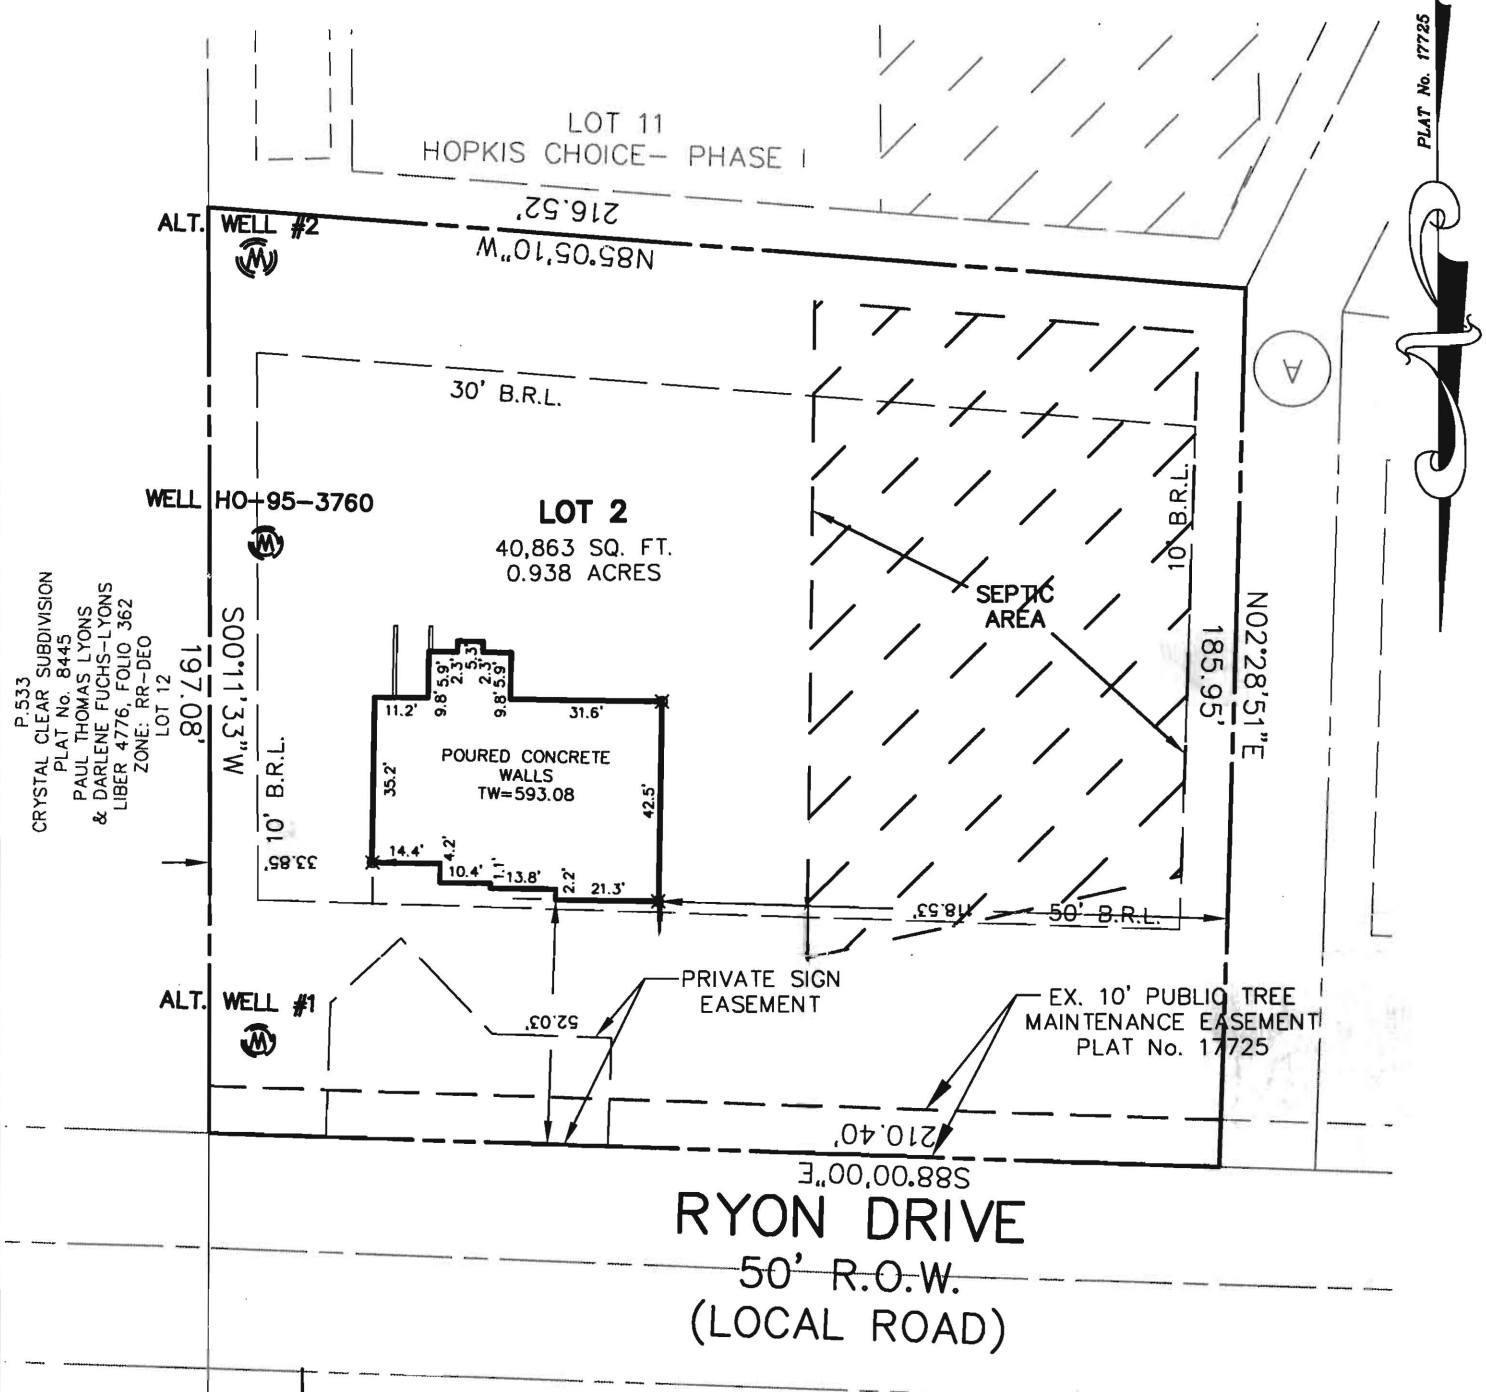 PLAT No. 17725
LOT 11
HOPKIS CHOICE- PHASE I
216.52'
N85°05'10"W
ALT. WELL #2
A
30' B.R.L.
WELL HO-95-3760
LOT 2
40,863 SQ. FT.
0.938 ACRES
10' B.R.L.
SEPTIC
AREA
N02°28'51"E
185.95'
P.533
CRYSTAL CLEAR SUBDIVISION
PLAT No. 8445
PAUL THOMAS LYONS
& DARLENE FUCHS-LYONS
LIBER 4776, FOLIO 362
ZONE: RR-DEO
LOT 12
197.08'
S00°11'33"W
10' B.R.L.
11.2'
9.8'
5.9'
2.3'
5.3'
2.3'
5.9'
9.8'
31.6'
POURED CONCRETE
WALLS
TW=593.08
35.2'
42.5'
14.4'
4.2'
10.4'
1.1'
13.8'
2.2'
21.3'
33.85'
118.53'
50' B.R.L.
PRIVATE SIGN
EASEMENT
ALT. WELL #1
52.03'
EX. 10' PUBLIC TREE
MAINTENANCE EASEMENT
PLAT No. 17725
210.40'
S88°00'00"E
RYON DRIVE
50' R.O.W.
(LOCAL ROAD)